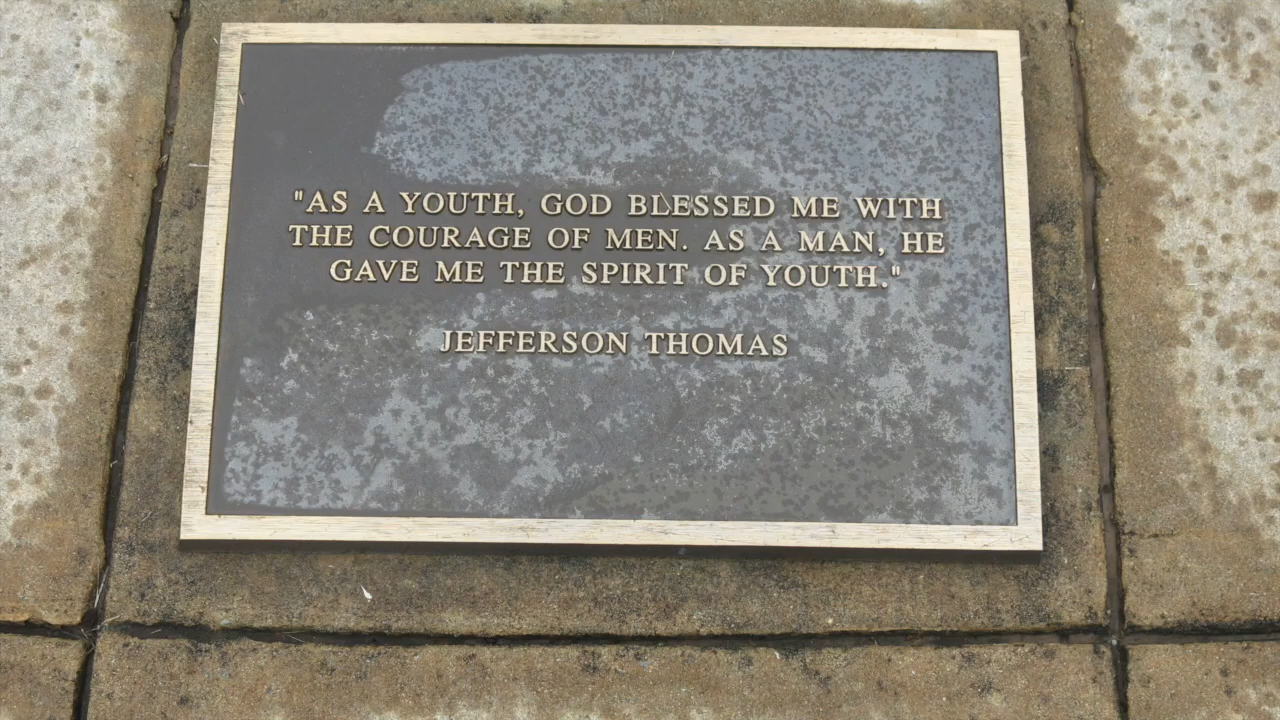 "AS A YOUTH, GOD BLESSED ME WITH
THE COURAGE OF MEN. AS A MAN, HE
GAVE ME THE SPIRIT OF YOUTH."
JEFFERSON THOMAS